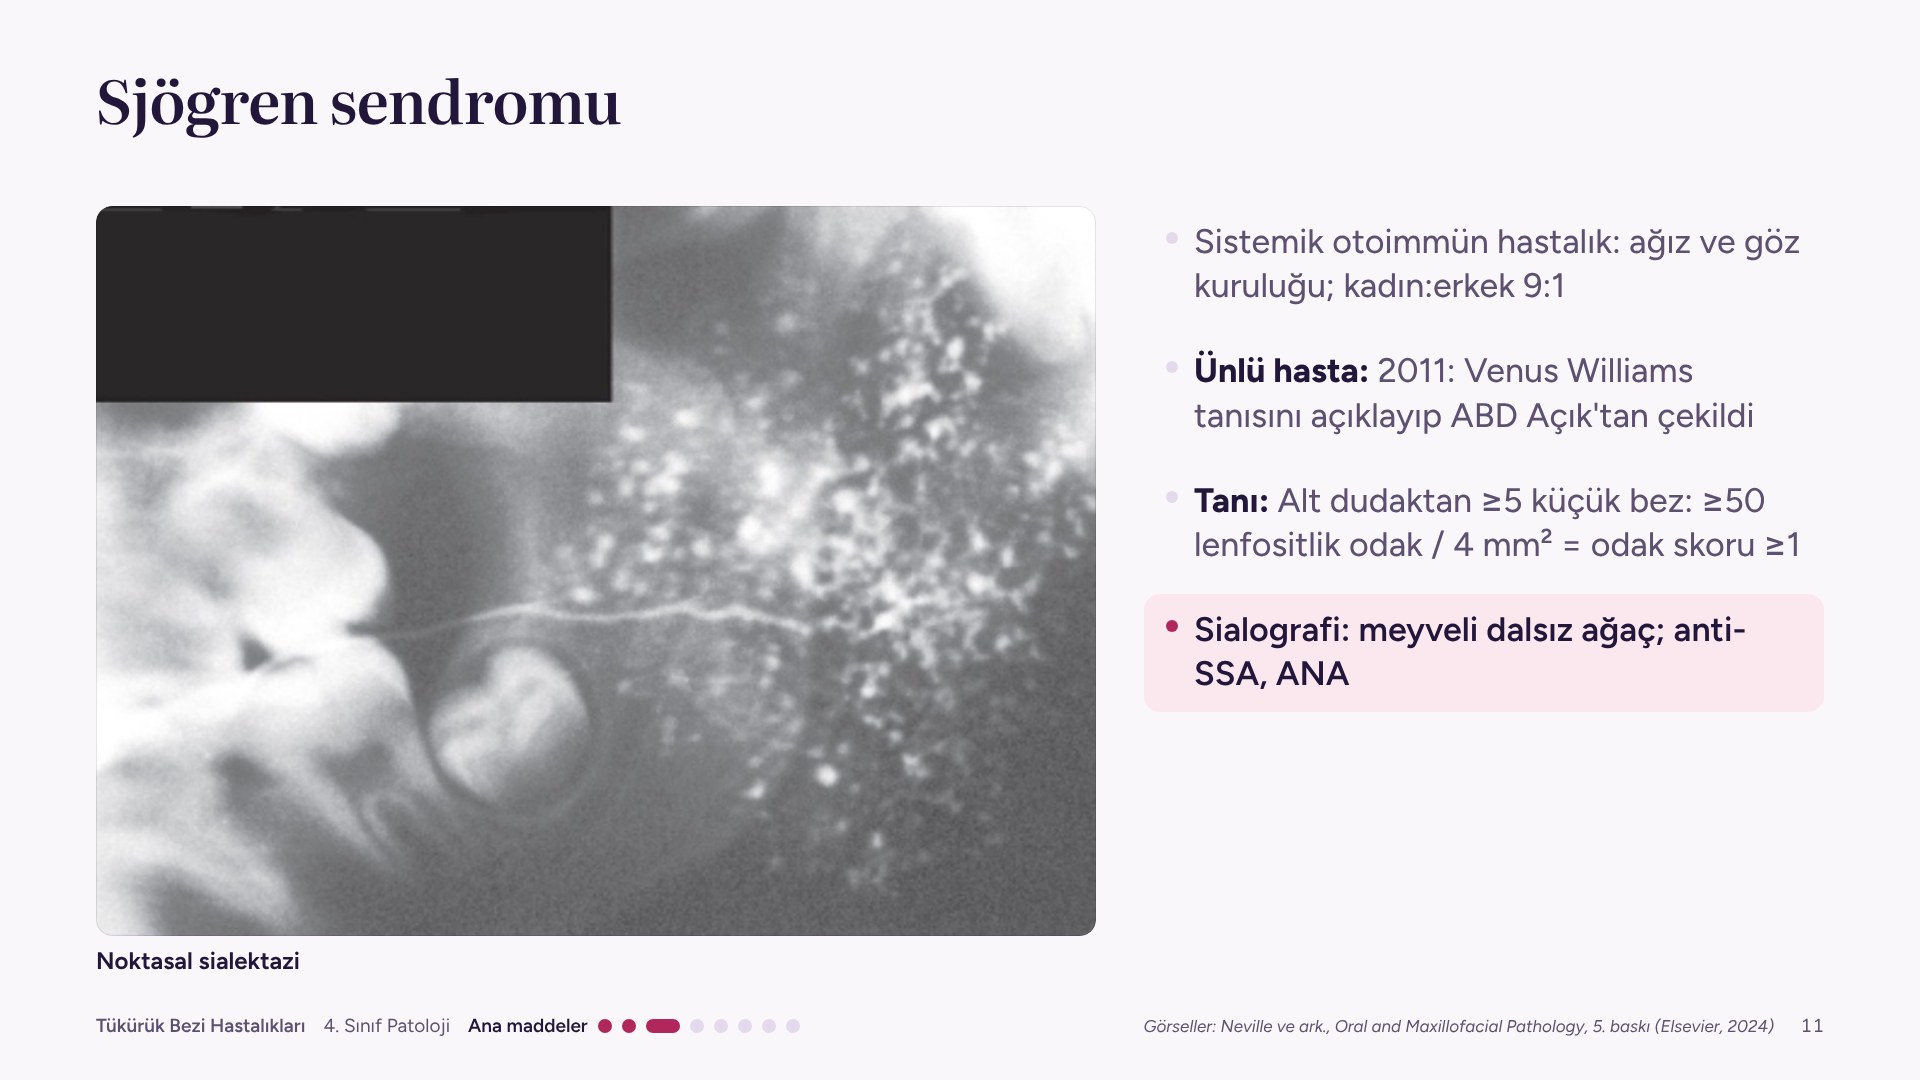 Sjögren sendromu
Sistemik otoimmün hastalık: ağız ve göz
kuruluğu; kadın:erkek 9:1
Ünlü hasta: 2011: Venus Williams
tanısını açıklayıp ABD Açık'tan çekildi
Tanı: Alt dudaktan ≥5 küçük bez: ≥50
lenfositlik odak / 4 mm² = odak skoru ≥1
Sialografi: meyveli dalsız ağaç; anti-
SSA, ANA
Noktasal sialektazi
Tükürük Bezi Hastalıkları 4. Sınıf Patoloji Ana maddeler
Görseller: Neville ve ark., Oral and Maxillofacial Pathology, 5. baskı (Elsevier, 2024) 11